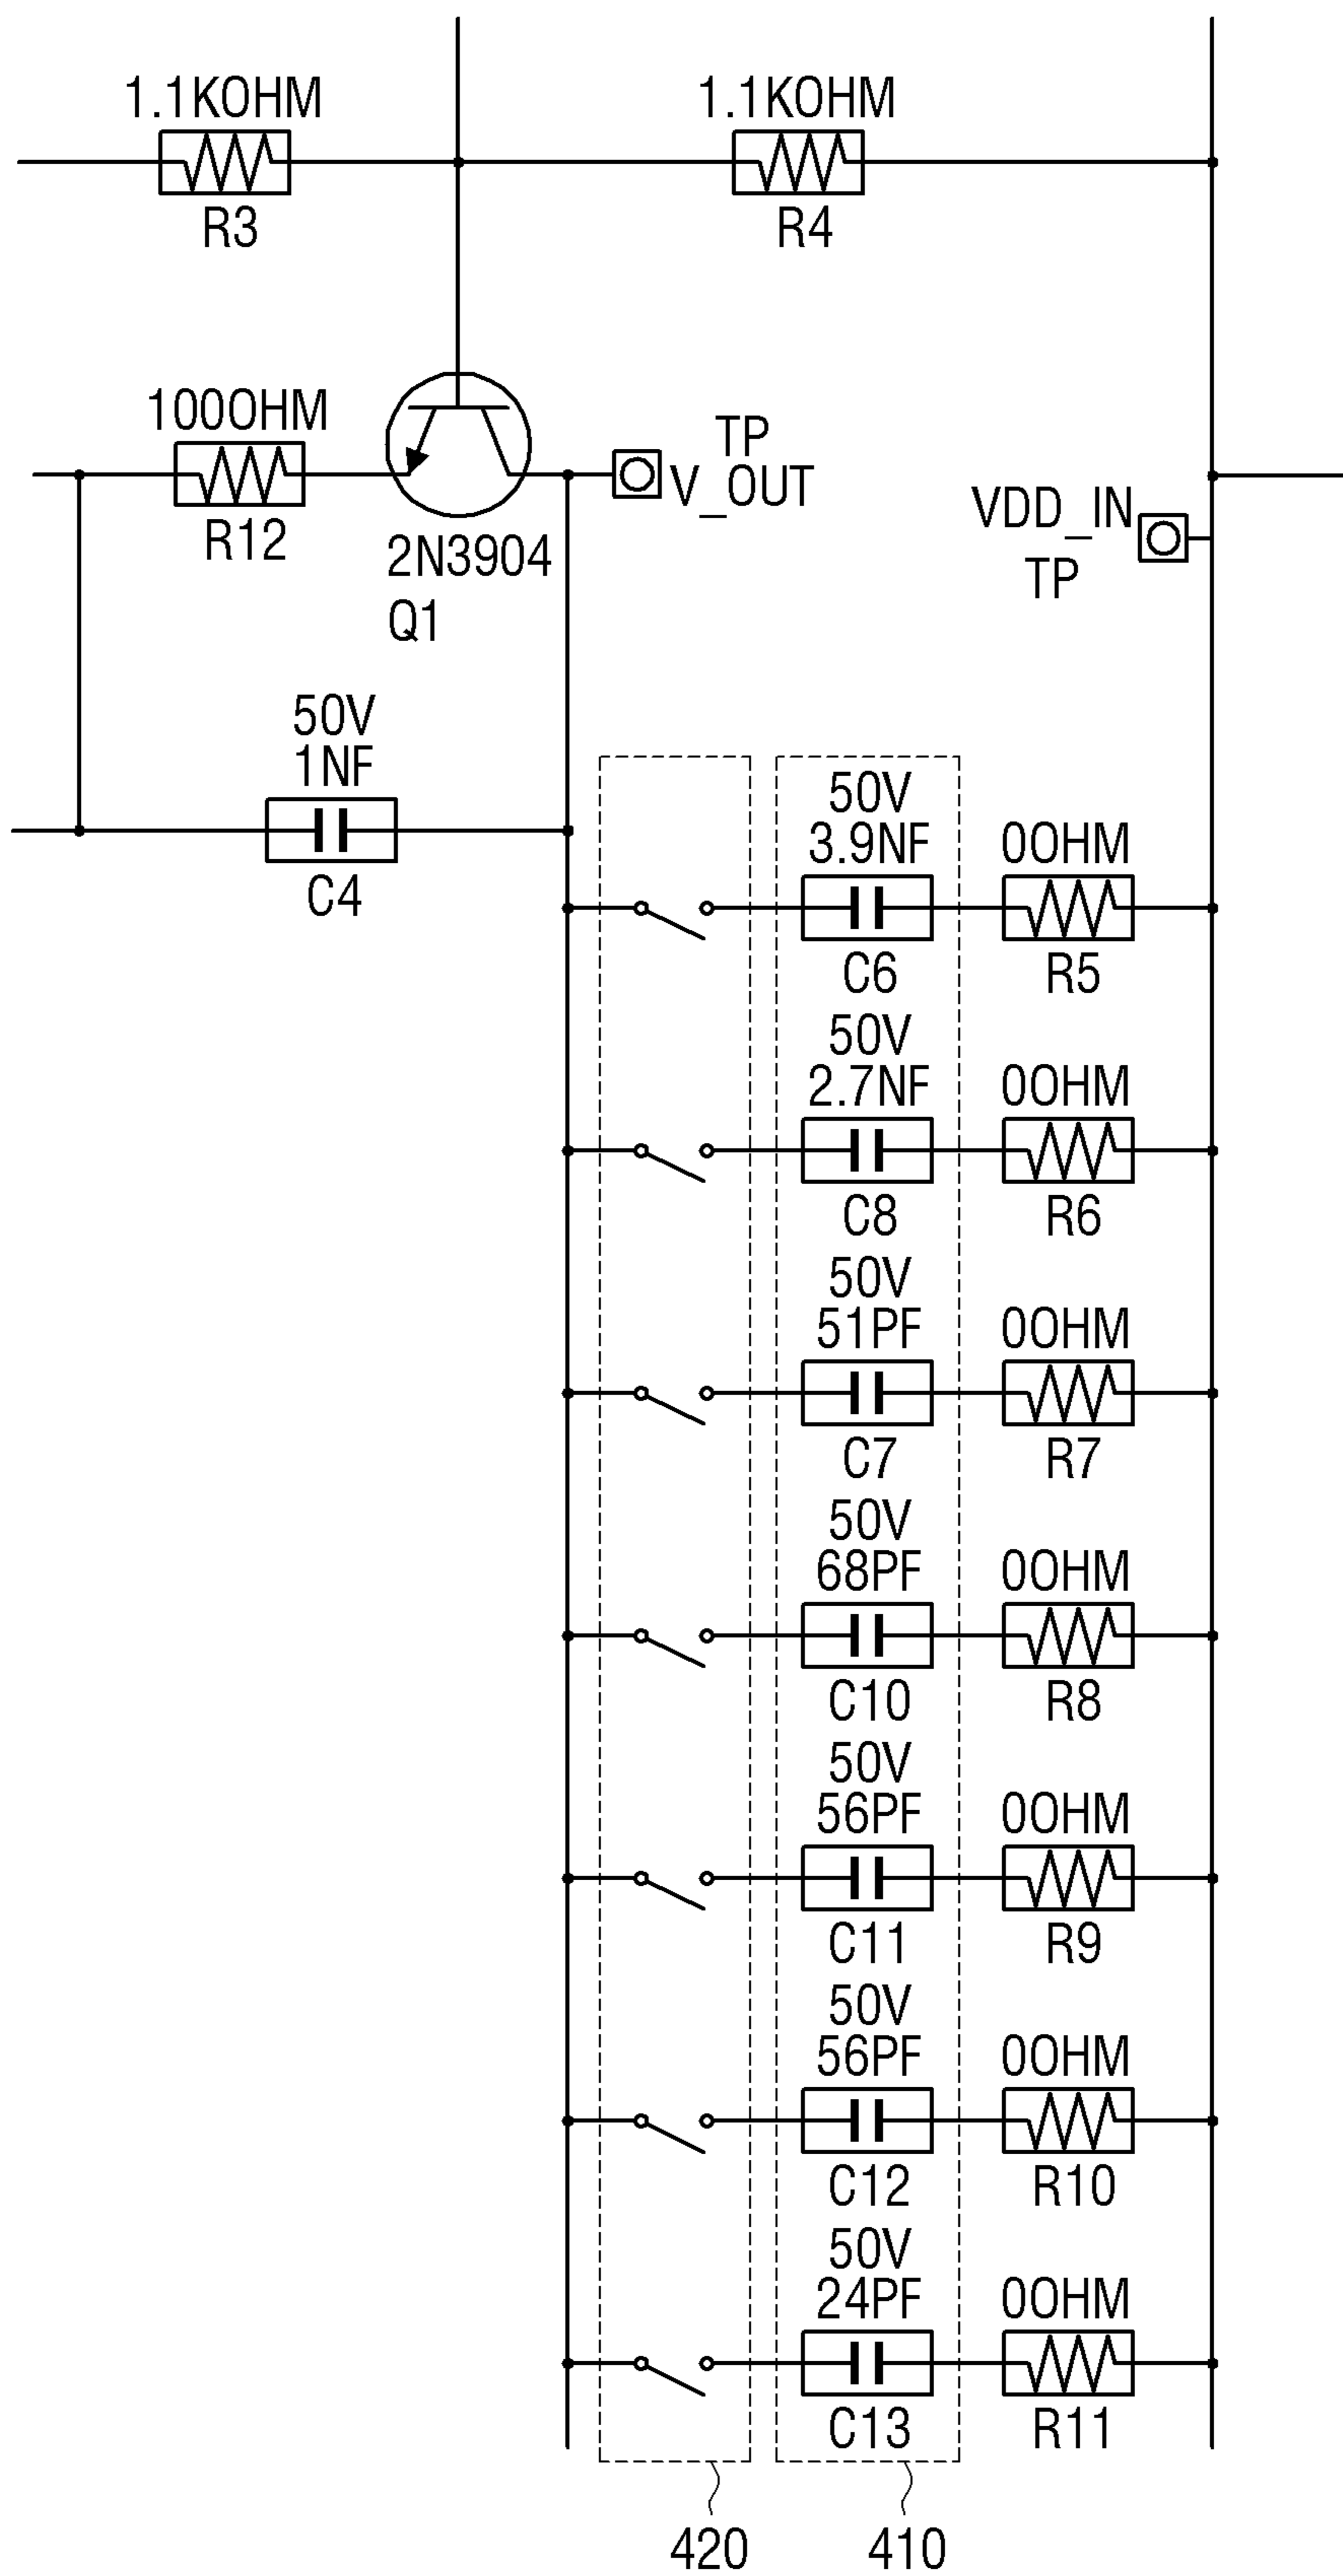 1.1KOHM
R3
1.1KOHM
R4
100OHM
R12
2N3904
Q1
TP
V_OUT
VDD_IN
TP
50V
1NF
C4
50V
3.9NF
C6
0OHM
R5
50V
2.7NF
C8
0OHM
R6
50V
51PF
C7
0OHM
R7
50V
68PF
C10
0OHM
R8
50V
56PF
C11
0OHM
R9
50V
56PF
C12
0OHM
R10
50V
24PF
C13
0OHM
R11
420
410